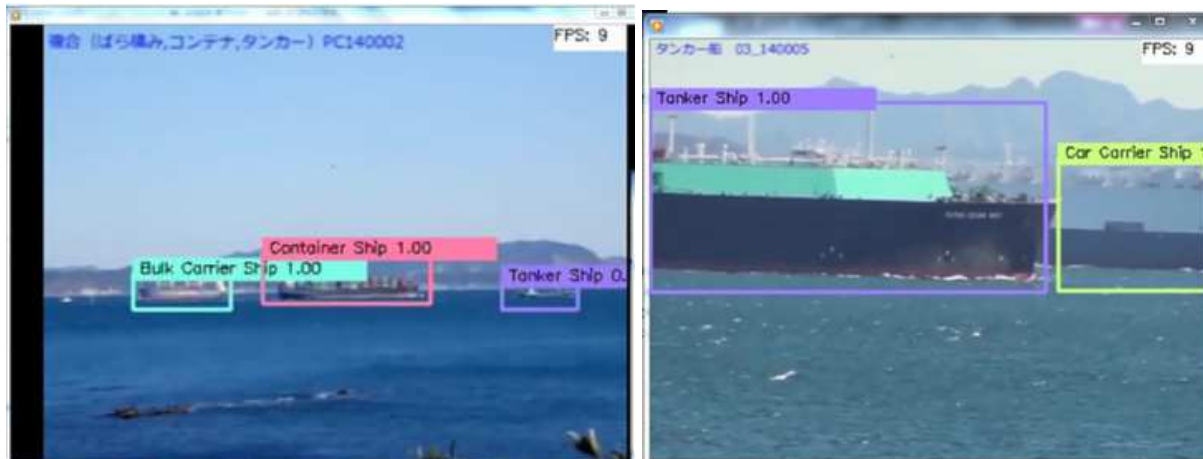 FPS: 9
複合（ばら積み,コンテナ,タンカー）PC140002
Container Ship 1.00
Bulk Carrier Ship 1.00
Tanker Ship 0.
FPS: 9
タンカー船 03_140005
Tanker Ship 1.00
Car Carrier Ship 1